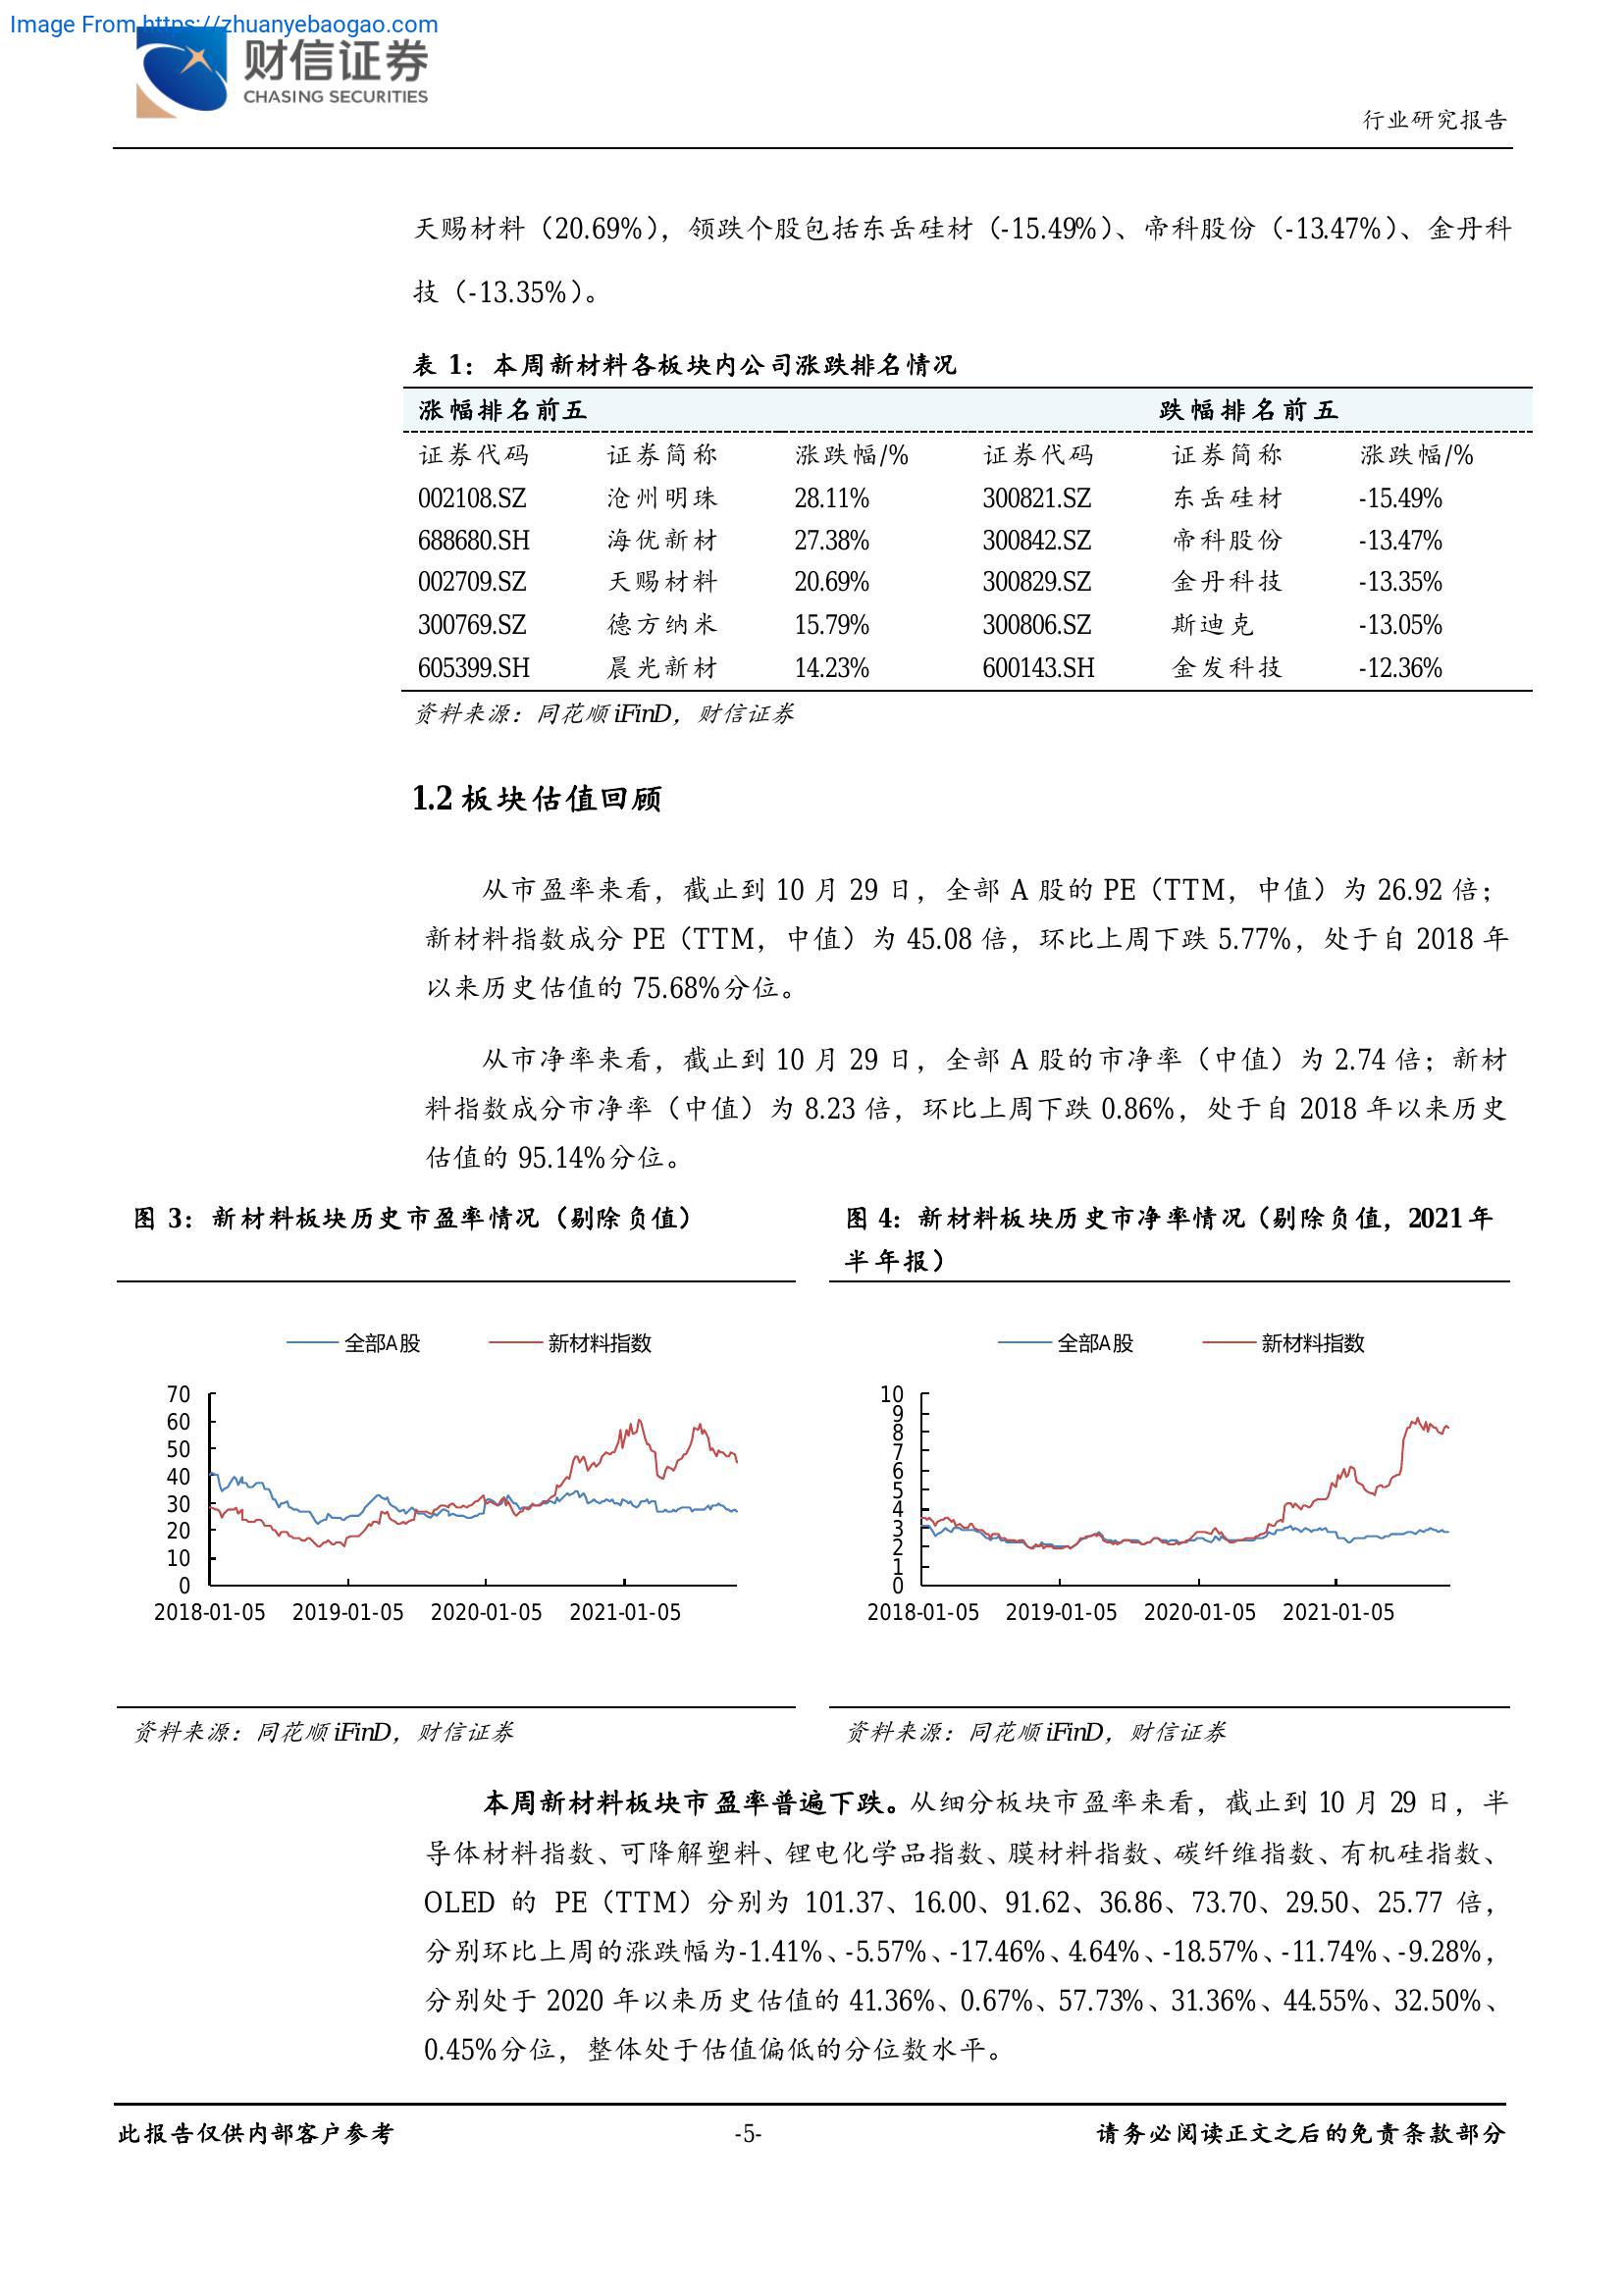 Image From https://zhuanyebaogao.com
财信证券
CHASING SECURITIES
行业研究报告
天赐材料（20.69%），领跌个股包括东岳硅材（-15.49%）、帝科股份（-13.47%）、金丹科
技（-13.35%）。
表 1：本周新材料各板块内公司涨跌排名情况
涨幅排名前五 跌幅排名前五
证券代码 证券简称 涨跌幅/% 证券代码 证券简称 涨跌幅/%
002108.SZ 沧州明珠 28.11% 300821.SZ 东岳硅材 -15.49%
688680.SH 海优新材 27.38% 300842.SZ 帝科股份 -13.47%
002709.SZ 天赐材料 20.69% 300829.SZ 金丹科技 -13.35%
300769.SZ 德方纳米 15.79% 300806.SZ 斯迪克 -13.05%
605399.SH 晨光新材 14.23% 600143.SH 金发科技 -12.36%
资料来源：同花顺 iFinD，财信证券
1.2 板块估值回顾
从市盈率来看，截止到 10 月 29 日，全部 A 股的 PE（TTM，中值）为 26.92 倍；
新材料指数成分 PE（TTM，中值）为 45.08 倍，环比上周下跌 5.77%，处于自 2018 年
以来历史估值的 75.68%分位。
从市净率来看，截止到 10 月 29 日，全部 A 股的市净率（中值）为 2.74 倍；新材
料指数成分市净率（中值）为 8.23 倍，环比上周下跌 0.86%，处于自 2018 年以来历史
估值的 95.14%分位。
图 3：新材料板块历史市盈率情况（剔除负值）
全部A股 新材料指数
70
60
50
40
30
20
10
0
2018-01-05 2019-01-05 2020-01-05 2021-01-05
资料来源：同花顺 iFinD，财信证券
图 4：新材料板块历史市净率情况（剔除负值，2021 年
半年报）
全部A股 新材料指数
10
9
8
7
6
5
4
3
2
1
0
2018-01-05 2019-01-05 2020-01-05 2021-01-05
资料来源：同花顺 iFinD，财信证券
本周新材料板块市盈率普遍下跌。从细分板块市盈率来看，截止到 10 月 29 日，半
导体材料指数、可降解塑料、锂电化学品指数、膜材料指数、碳纤维指数、有机硅指数、
OLED 的 PE（TTM）分别为 101.37、16.00、91.62、36.86、73.70、29.50、25.77 倍，
分别环比上周的涨跌幅为-1.41%、-5.57%、-17.46%、4.64%、-18.57%、-11.74%、-9.28%，
分别处于 2020 年以来历史估值的 41.36%、0.67%、57.73%、31.36%、44.55%、32.50%、
0.45%分位，整体处于估值偏低的分位数水平。
此报告仅供内部客户参考 -5- 请务必阅读正文之后的免责条款部分